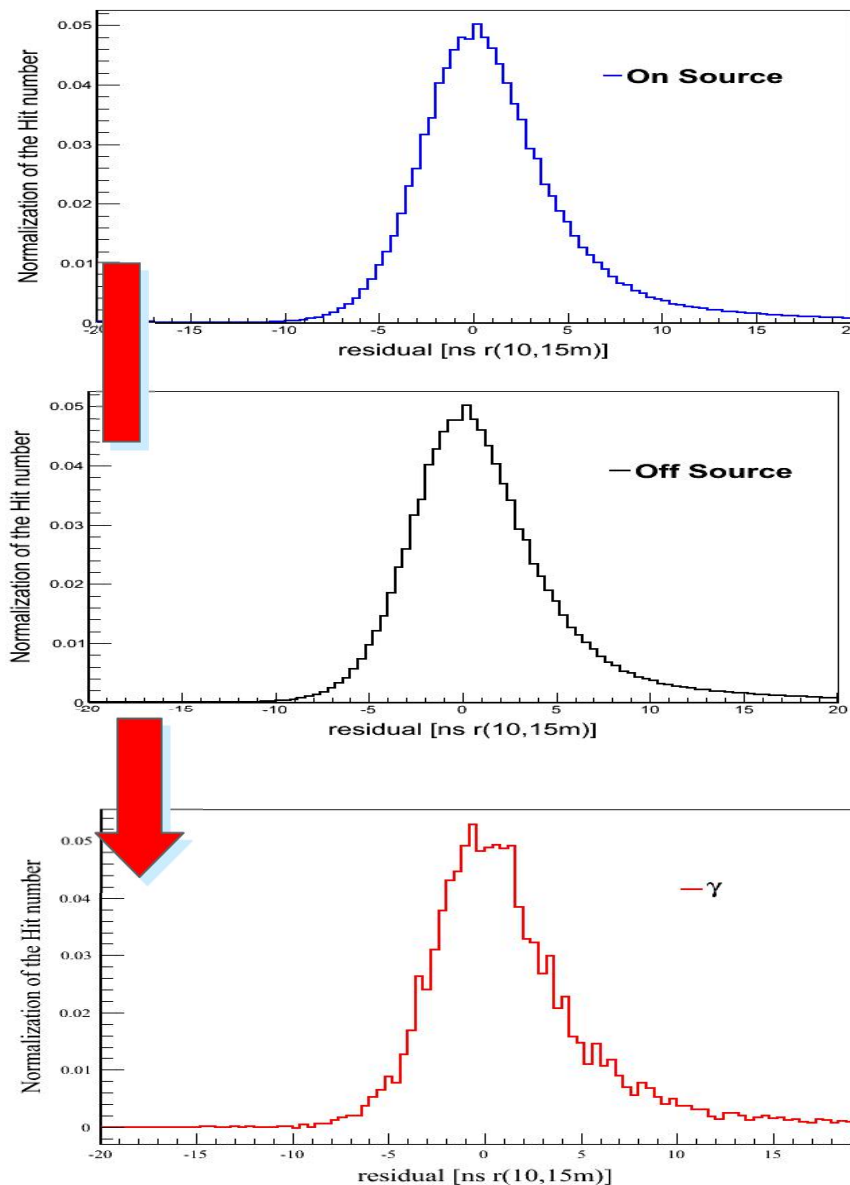 Normalization of the Hit number
0.05
0.04
0.03
0.02
0.01
0
On Source
-20 -15 -10 -5 0 5 10 15 20
residual [ns r(10,15m)]
Normalization of the Hit number
0.05
0.04
0.03
0.02
0.01
0
Off Source
-20 -15 -10 -5 0 5 10 15 20
residual [ns r(10,15m)]
Normalization of the Hit number
0.05
0.04
0.03
0.02
0.01
0
γ
-20 -15 -10 -5 0 5 10 15
residual [ns r(10,15m)]